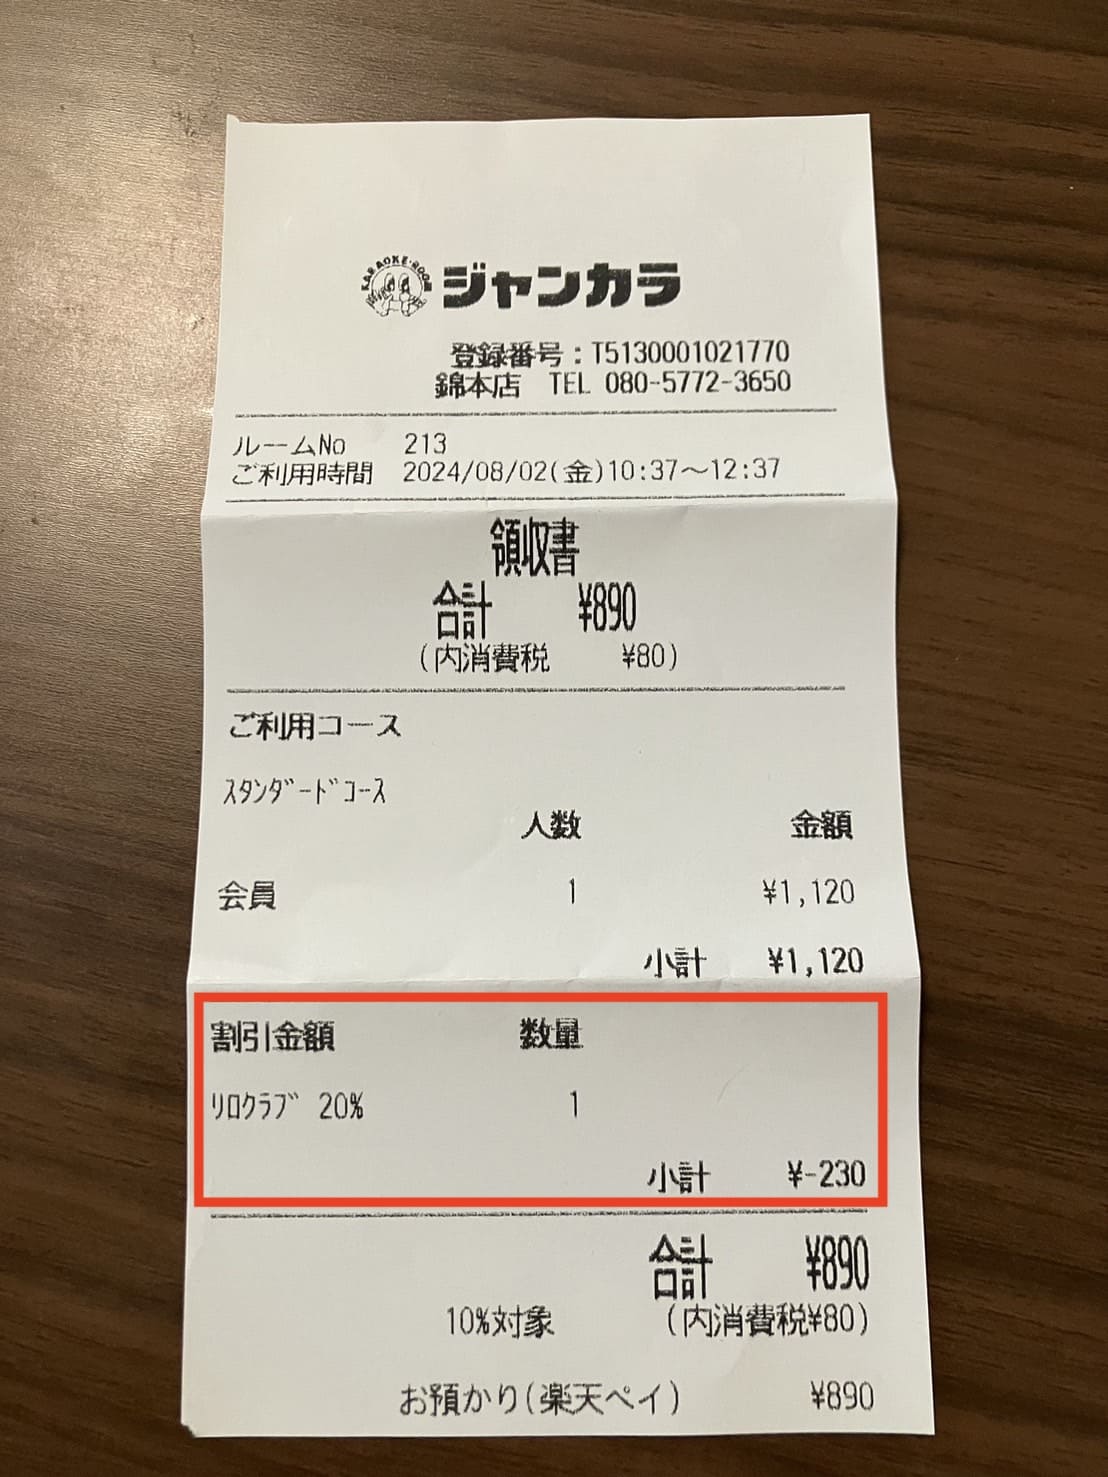 KARAOKE・ROOM ジャンカラ
登録番号：T5130001021770
錦本店 TEL 080-5772-3650
ルームNo 213
ご利用時間 2024/08/02(金)10:37～12:37
領収書
合計 ¥890
(内消費税 ¥80)
ご利用コース
ｽﾀﾝﾀﾞｰﾄﾞｺｰｽ
人数 金額
会員 1 ¥1,120
小計 ¥1,120
割引金額 数量
ﾘﾛｸﾗﾌﾞ 20% 1
小計 ¥-230
合計 ¥890
10%対象 (内消費税¥80)
お預かり(楽天ペイ) ¥890